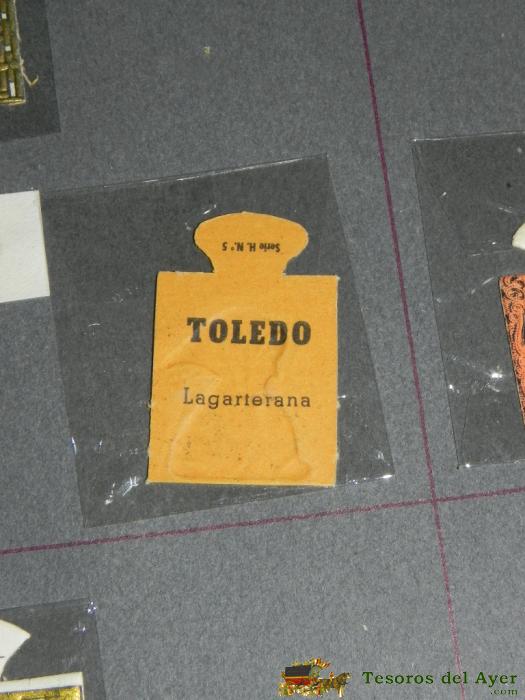 Serie H. N.º 5
TOLEDO
Lagarterana
Tesoros del Ayer
.com